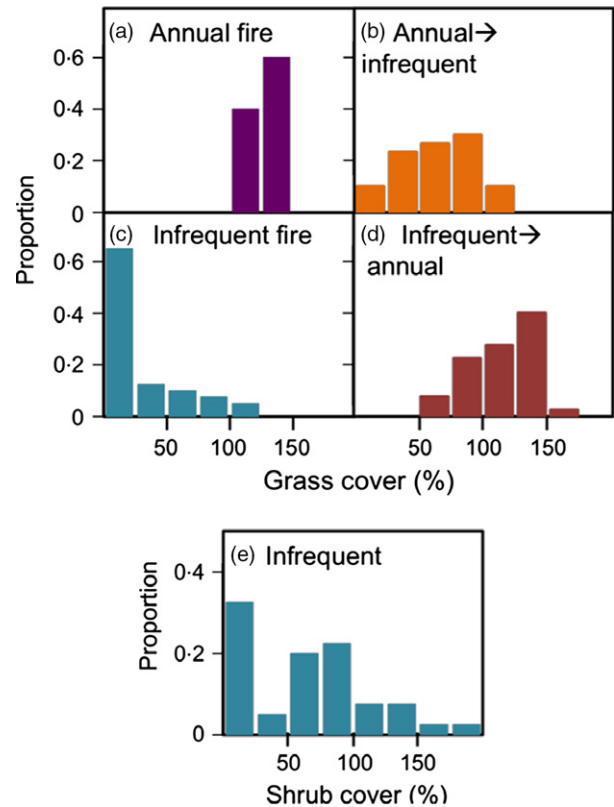 (a) Annual fire
(b) Annual→
infrequent
0·6
0·4
0·2
0
Proportion
(c) Infrequent fire
(d) Infrequent→
annual
0·6
0·4
0·2
0
50 100 150 50 100 150
Grass cover (%)
(e) Infrequent
0·4
0·2
0
Proportion
50 100 150
Shrub cover (%)